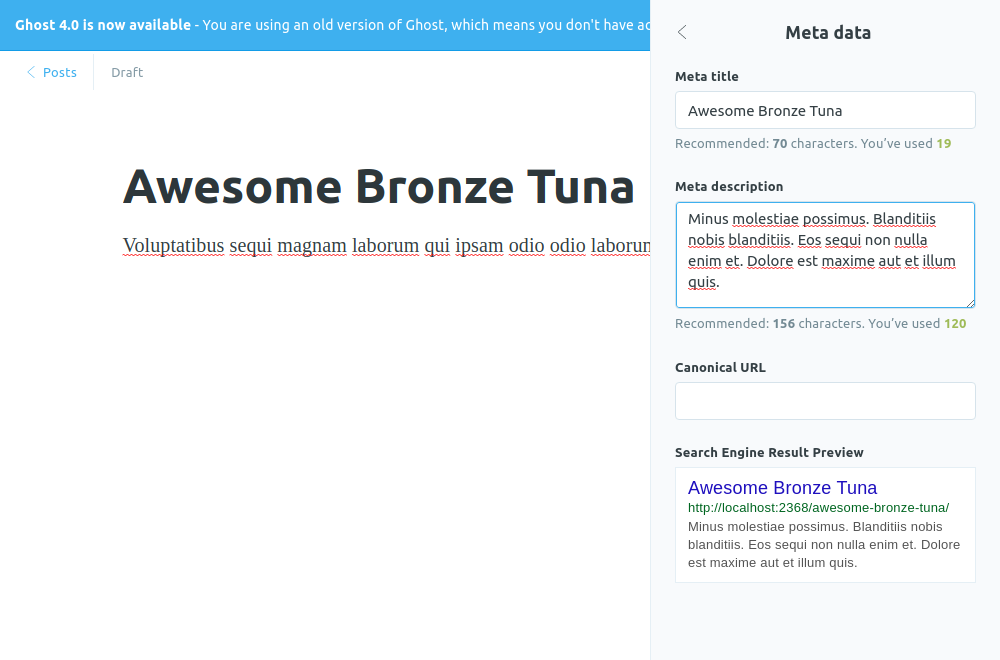 Ghost 4.0 is now available - You are using an old version of Ghost, which means you don't have
Posts
Draft
Awesome Bronze Tuna
Voluptatibus sequi magnam laborum qui ipsam odio odio
Meta data
Meta title
Awesome Bronze Tuna
Recommended: 70 characters. You've used 19
Meta description
Minus molestiae possimus. Blanditiis
nobis blanditiis. Eos sequi non nulla
enim et. Dolore est maxime aut et illum
quis.
Recommended: 156 characters. You've used 120
Canonical URL
Search Engine Result Preview
Awesome Bronze Tuna
http://localhost:2368/awesome-bronze-tuna/
Minus molestiae possimus. Blanditiis nobis
blanditiis. Eos sequi non nulla enim et. Dolore
est maxime aut et illum quis.